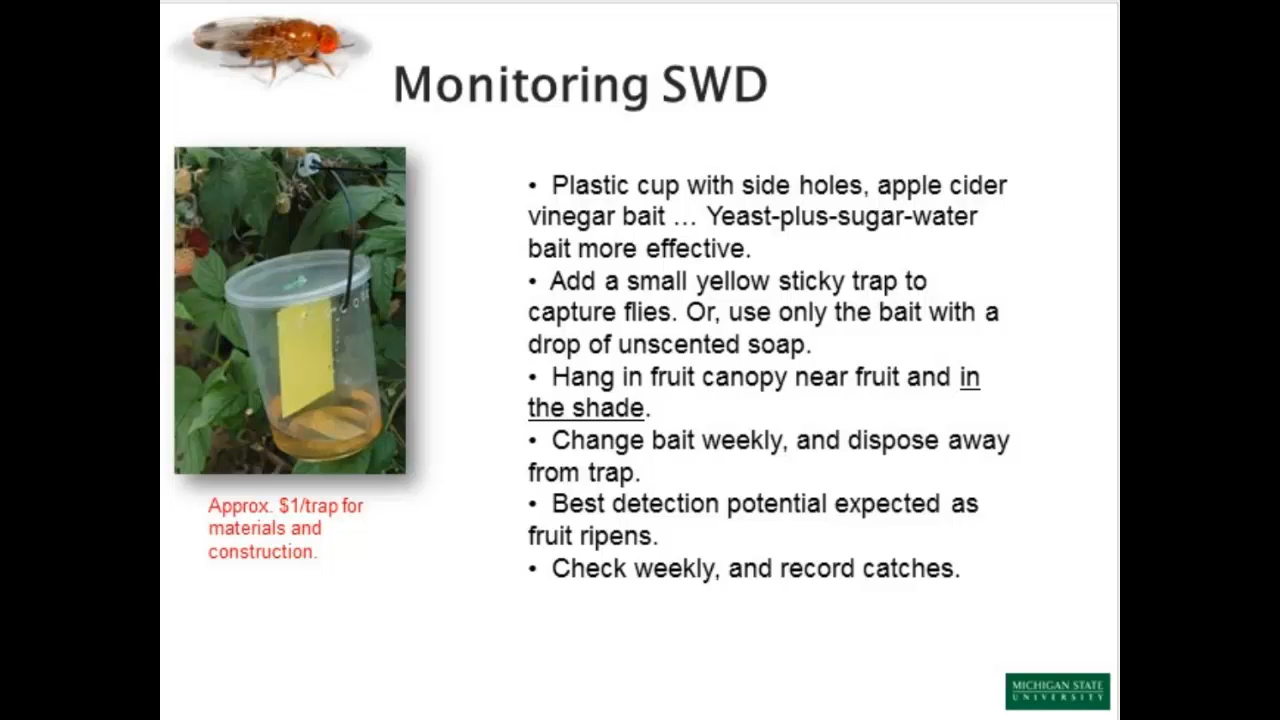 Monitoring SWD
• Plastic cup with side holes, apple cider
vinegar bait … Yeast-plus-sugar-water
bait more effective.
• Add a small yellow sticky trap to
capture flies. Or, use only the bait with a
drop of unscented soap.
• Hang in fruit canopy near fruit and in
the shade.
• Change bait weekly, and dispose away
from trap.
• Best detection potential expected as
fruit ripens.
• Check weekly, and record catches.
Approx. $1/trap for
materials and
construction.
MICHIGAN STATE
UNIVERSITY